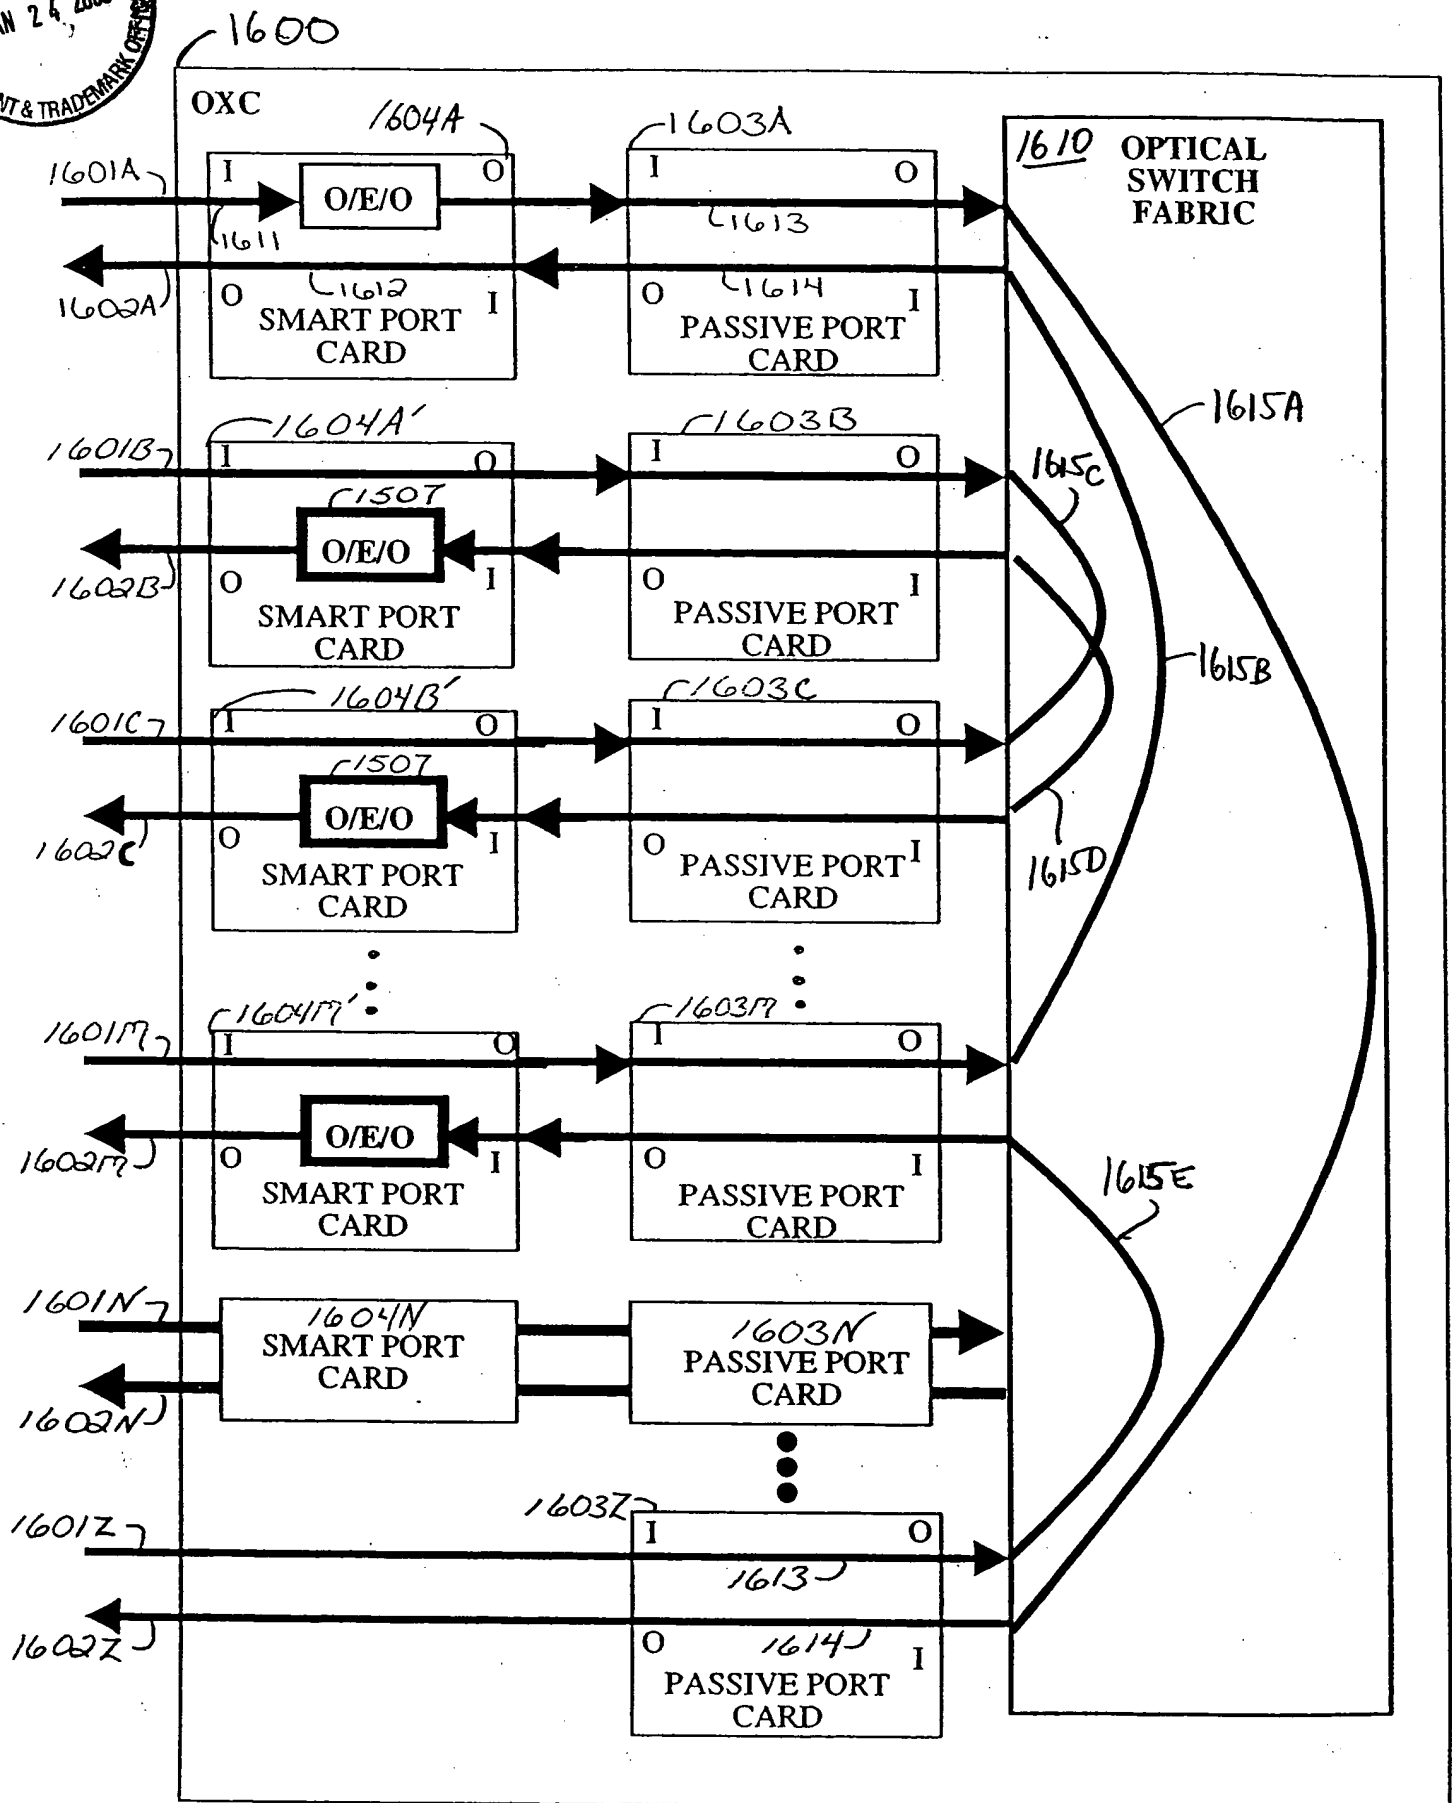 1600
OXC
1604A
1603A
1610 OPTICAL
SWITCH
FABRIC
1601A
I
O/E/O
O
I
O
1611
1613
1602A
O
1612
I
O
1614
I
SMART PORT
CARD
PASSIVE PORT
CARD
1615A
1604A'
1603B
1601B
I
O
I
O
1615C
1507
O/E/O
1602B
O
I
O
I
SMART PORT
CARD
PASSIVE PORT
CARD
1615B
1604B'
1603C
1601C
I
O
I
O
1507
O/E/O
1602C
O
I
O
I
1615D
SMART PORT
CARD
PASSIVE PORT
CARD
1604M'
1603M
1601M
I
O
I
O
O/E/O
1602M
O
I
O
I
1615E
SMART PORT
CARD
PASSIVE PORT
CARD
1601N
1604N
SMART PORT
CARD
1603N
PASSIVE PORT
CARD
1602N
1603Z
1601Z
I
O
1613
1602Z
O
1614
I
PASSIVE PORT
CARD